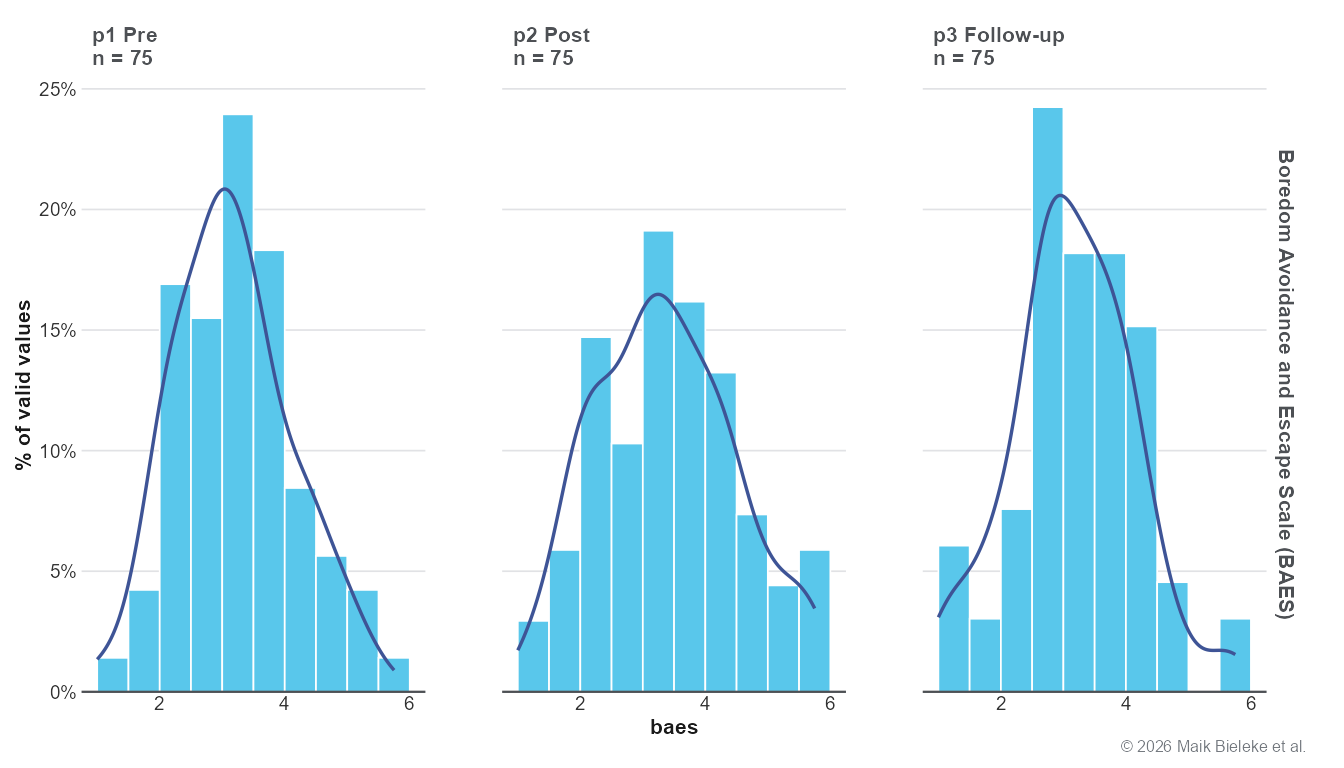 p1 Pre
n = 75
p2 Post
n = 75
p3 Follow-up
n = 75
25%
20%
15%
10%
5%
0%
% of valid values
2
4
6
2
4
6
2
4
6
baes
Boredom Avoidance and Escape Scale (BAES)
© 2026 Maik Bieleke et al.